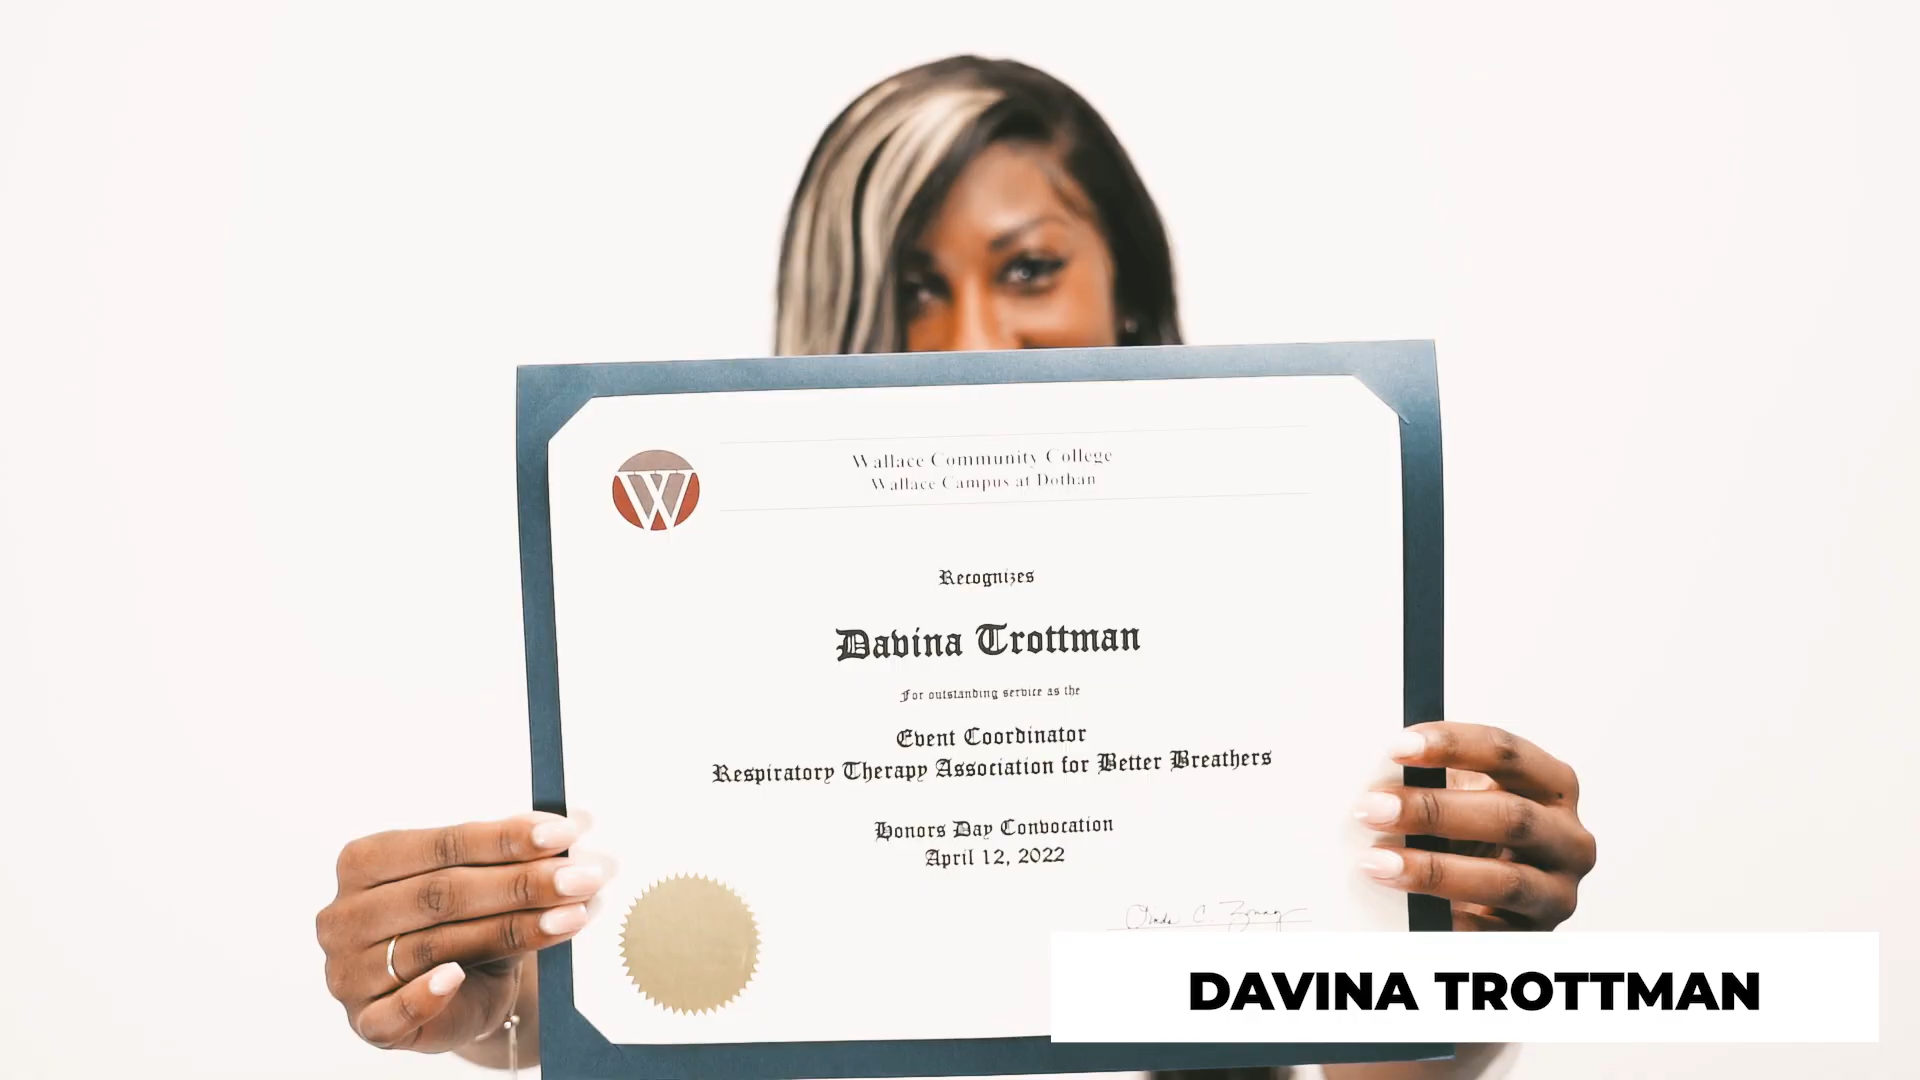 W
Wallace Community College
Wallace Campus at Dothan
Recognizes
Davina Trottman
For outstanding service as the
Event Coordinator
Respiratory Therapy Association for Better Breathers
Honors Day Convocation
April 12, 2022
DAVINA TROTTMAN